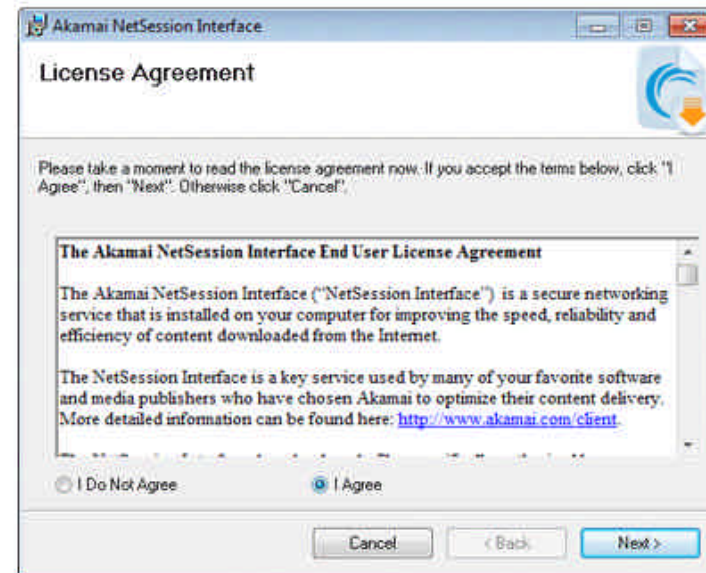 Akamai NetSession Interface
License Agreement
Please take a moment to read the license agreement now. If you accept the terms below, click "I
Agree", then "Next". Otherwise click "Cancel".
The Akamai NetSession Interface End User License Agreement
The Akamai NetSession Interface (“NetSession Interface”) is a secure networking
service that is installed on your computer for improving the speed, reliability and
efficiency of content downloaded from the Internet.
The NetSession Interface is a key service used by many of your favorite software
and media publishers who have chosen Akamai to optimize their content delivery.
More detailed information can be found here: http://www.akamai.com/client.
I Do Not Agree
I Agree
Cancel
< Back
Next >